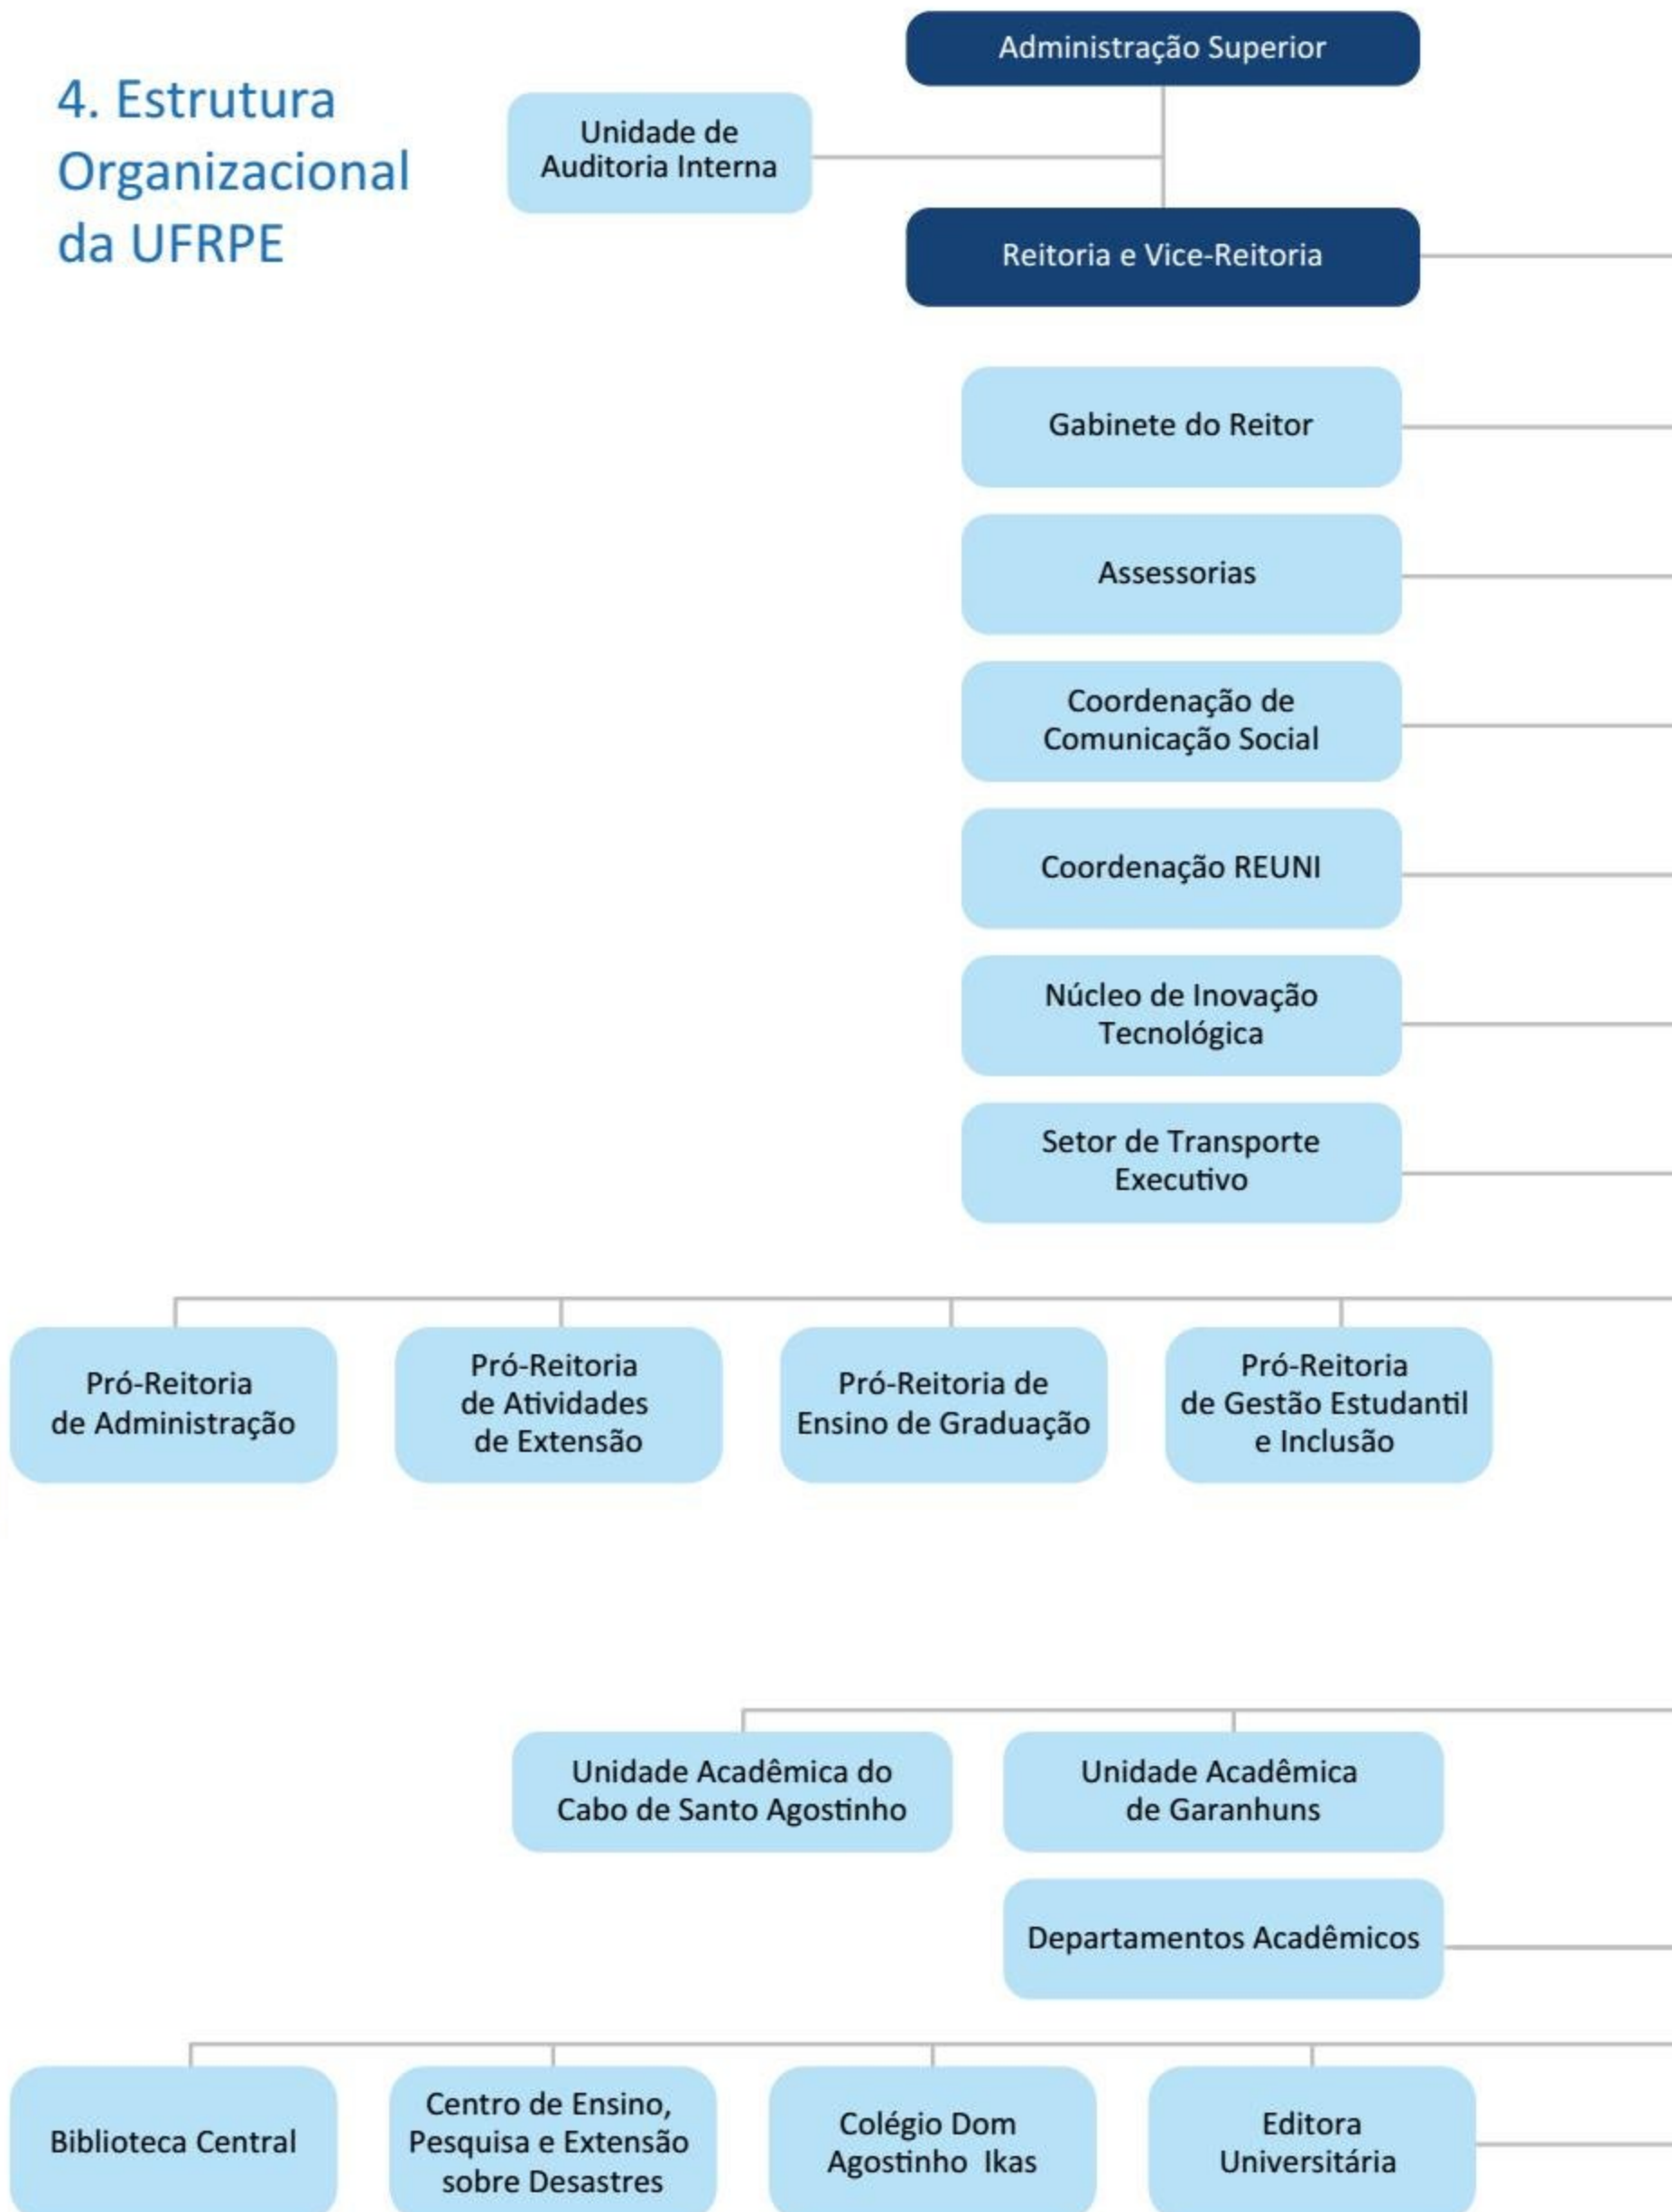 4. Estrutura
Organizacional
da UFRPE
Administração Superior
Unidade de
Auditoria Interna
Reitoria e Vice-Reitoria
Gabinete do Reitor
Assessorias
Coordenação de
Comunicação Social
Coordenação REUNI
Núcleo de Inovação
Tecnológica
Setor de Transporte
Executivo
Pró-Reitoria
de Administração
Pró-Reitoria
de Atividades
de Extensão
Pró-Reitoria de
Ensino de Graduação
Pró-Reitoria
de Gestão Estudantil
e Inclusão
Unidade Acadêmica do
Cabo de Santo Agostinho
Unidade Acadêmica
de Garanhuns
Departamentos Acadêmicos
Biblioteca Central
Centro de Ensino,
Pesquisa e Extensão
sobre Desastres
Colégio Dom
Agostinho Ikas
Editora
Universitária